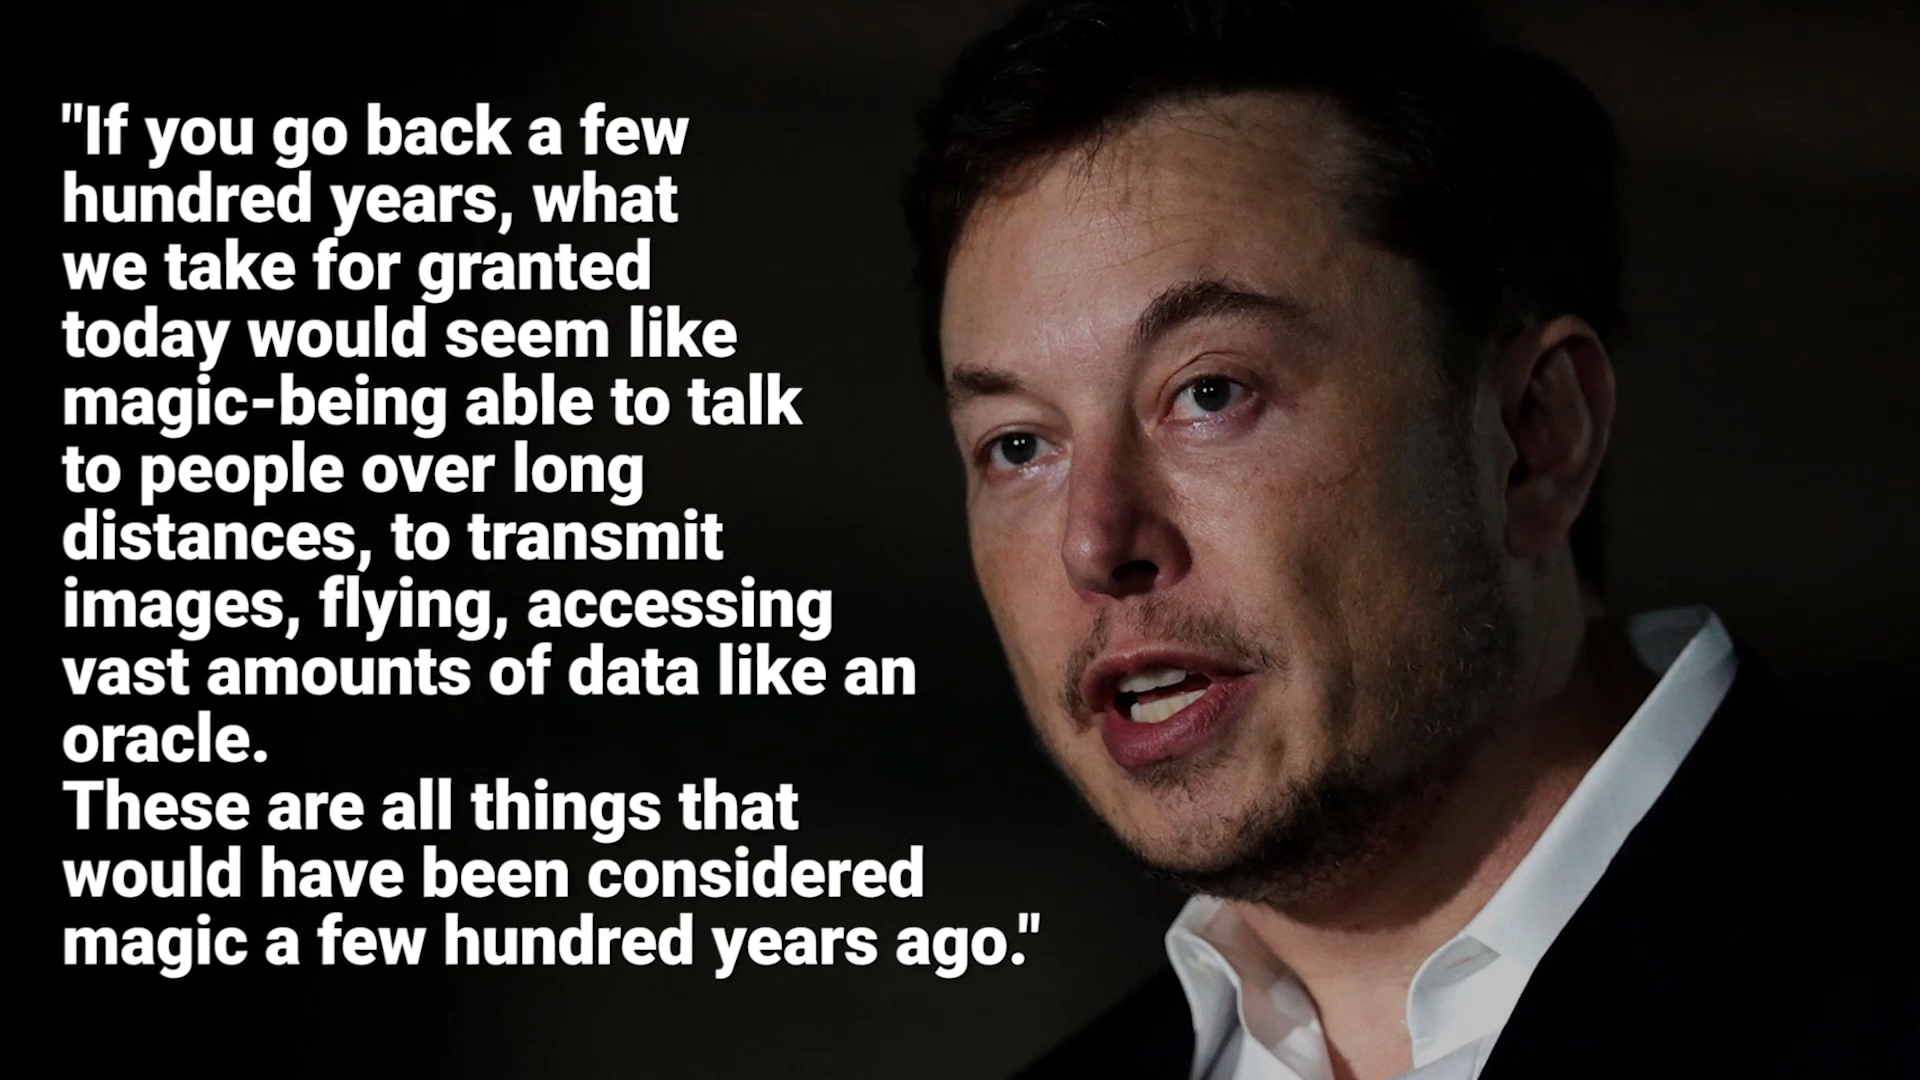 "If you go back a few
hundred years, what
we take for granted
today would seem like
magic-being able to talk
to people over long
distances, to transmit
images, flying, accessing
vast amounts of data like an
oracle.
These are all things that
would have been considered
magic a few hundred years ago."